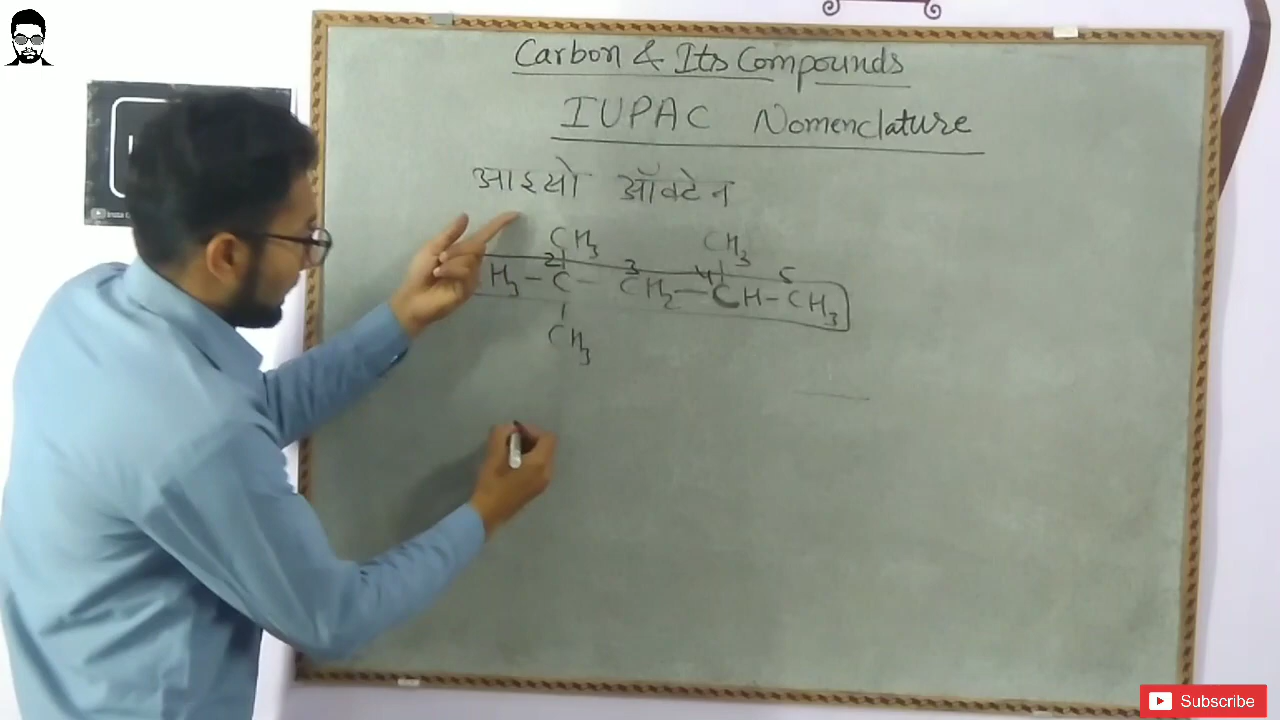 Carbon & Its Compounds
IUPAC Nomenclature
आइसो ऑक्टेन
CH3 CH3
2 3 4 5
H3 - C - CH2 - CH - CH3
CH3
Subscribe